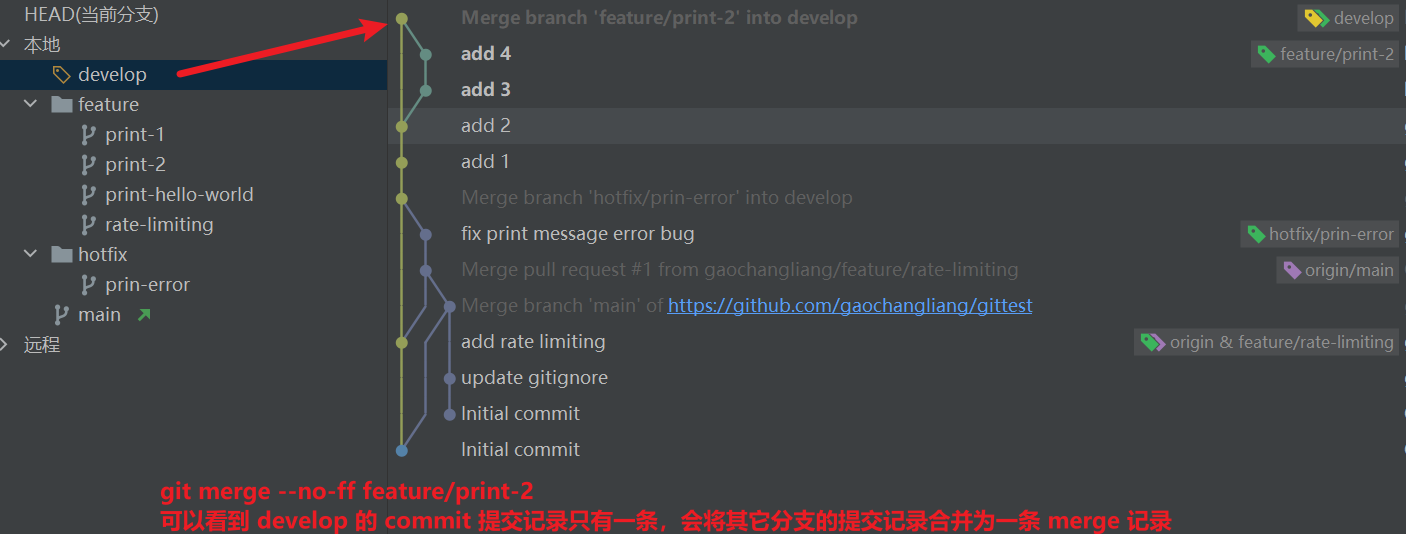 HEAD(当前分支)
本地
develop
feature
print-1
print-2
print-hello-world
rate-limiting
hotfix
prin-error
main
远程
Merge branch 'feature/print-2' into develop develop
add 4 feature/print-2
add 3
add 2
add 1
Merge branch 'hotfix/prin-error' into develop
fix print message error bug hotfix/prin-error
Merge pull request #1 from gaochangliang/feature/rate-limiting origin/main
Merge branch 'main' of https://github.com/gaochangliang/gittest
add rate limiting origin & feature/rate-limiting
update gitignore
Initial commit
Initial commit
git merge --no-ff feature/print-2
可以看到 develop 的 commit 提交记录只有一条，会将其它分支的提交记录合并为一条 merge 记录